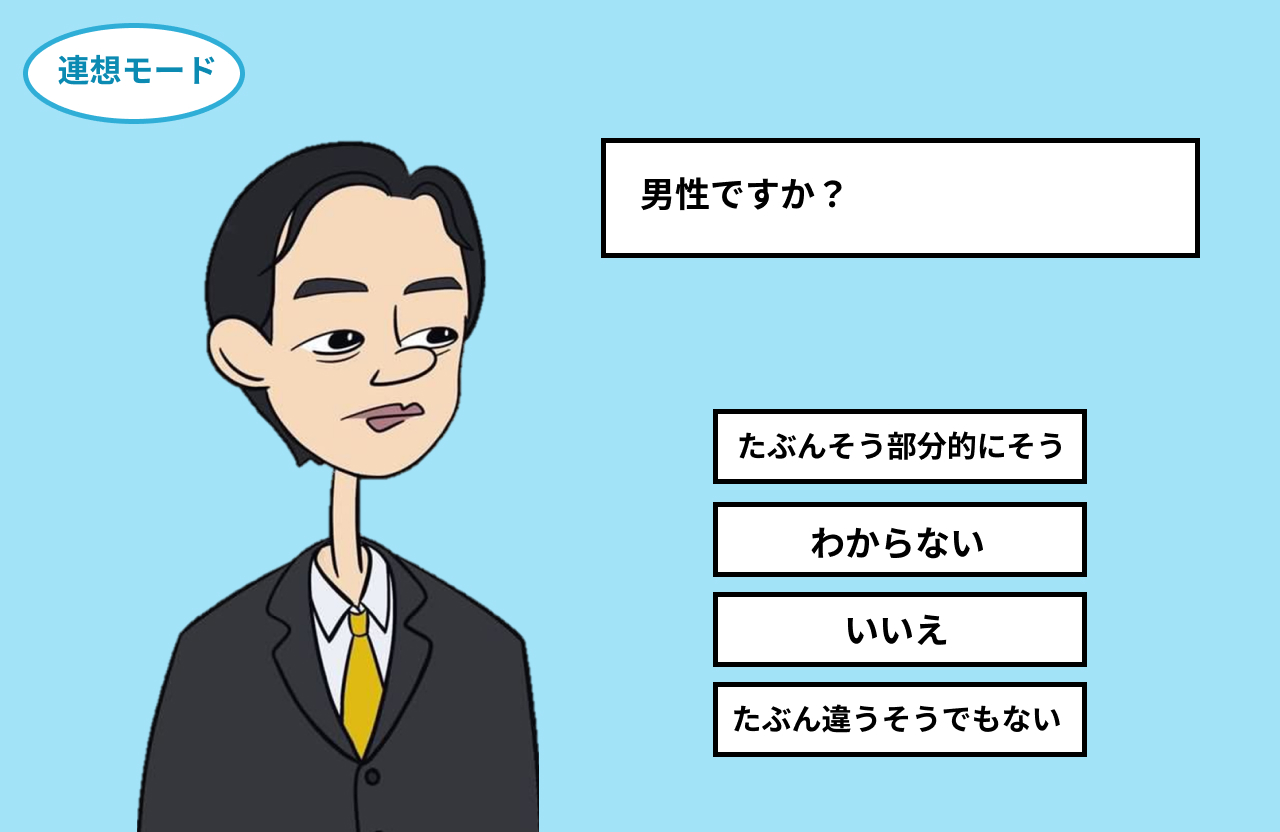 連想モード
男性ですか？
たぶんそう部分的にそう
わからない
いいえ
たぶん違うそうでもない